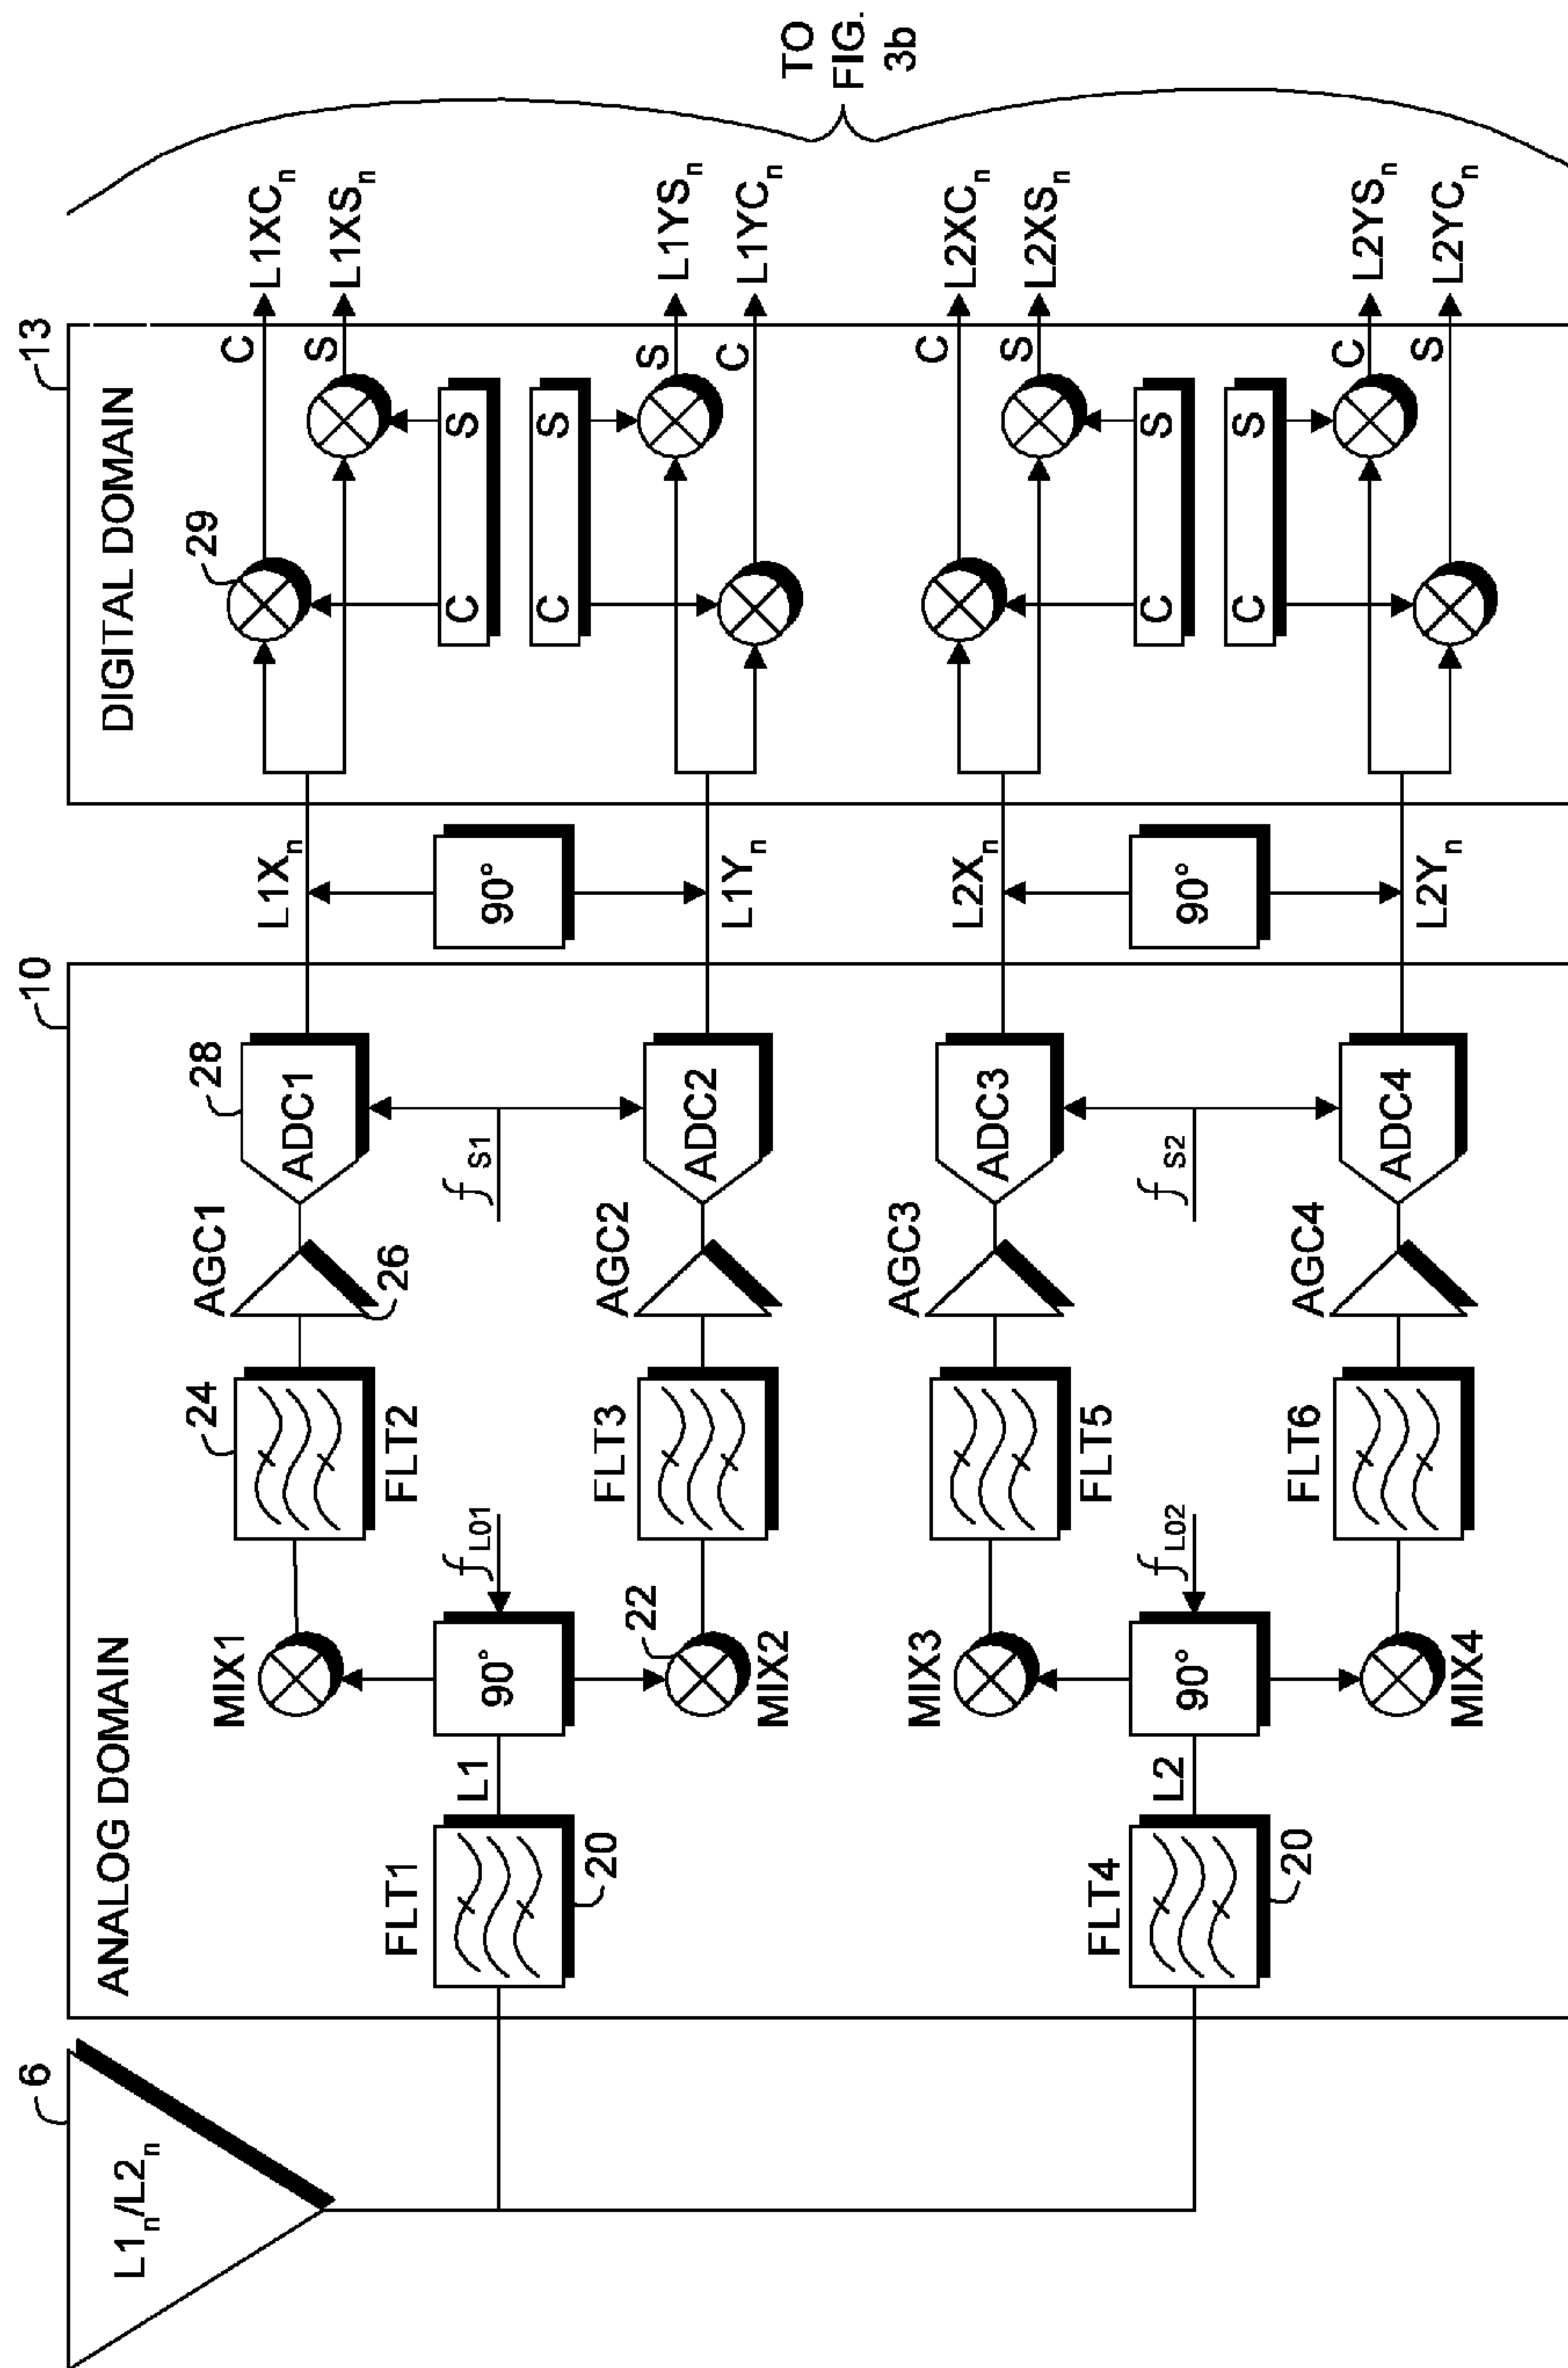 6
L1n/L2n
10
ANALOG DOMAIN
FLT1
20
L1
MIX1
90°
fLO1
22
MIX2
24
FLT2
FLT3
AGC1
26
AGC2
28
ADC1
fS1
ADC2
FLT4
20
L2
MIX3
90°
fLO2
MIX4
FLT5
FLT6
AGC3
AGC4
ADC3
fS2
ADC4
L1Xn
90°
L1Yn
L2Xn
90°
L2Yn
13
DIGITAL DOMAIN
29
C
S
C S
C S
S
C
C
S
C S
C S
C
S
L1XCn
L1XSn
L1YSn
L1YCn
L2XCn
L2XSn
L2YSn
L2YCn
TO
FIG.
3b